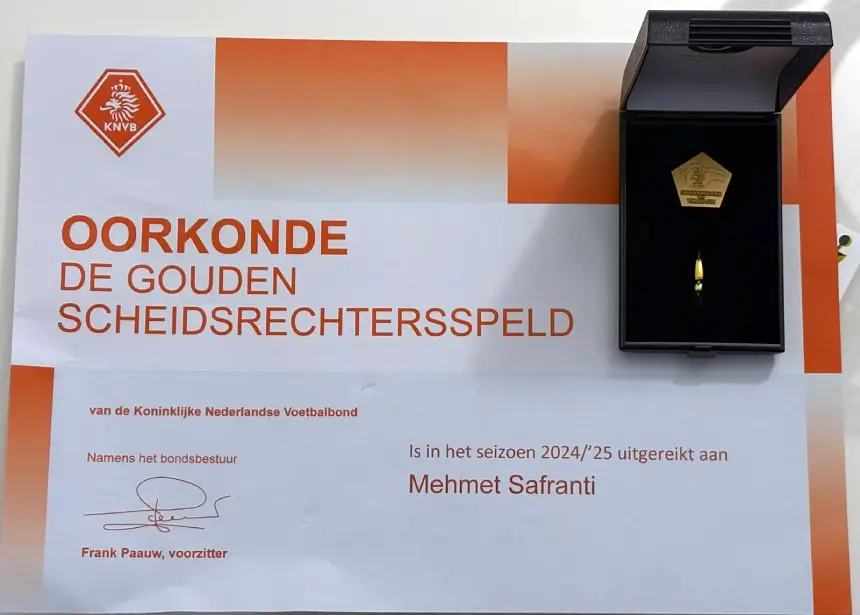 KNVB
OORKONDE
DE GOUDEN
SCHEIDSRECHTERSSPELD
van de Koninklijke Nederlandse Voetbalbond
Namens het bondsbestuur
Frank Paauw, voorzitter
Is in het seizoen 2024/'25 uitgereikt aan
Mehmet Safranti